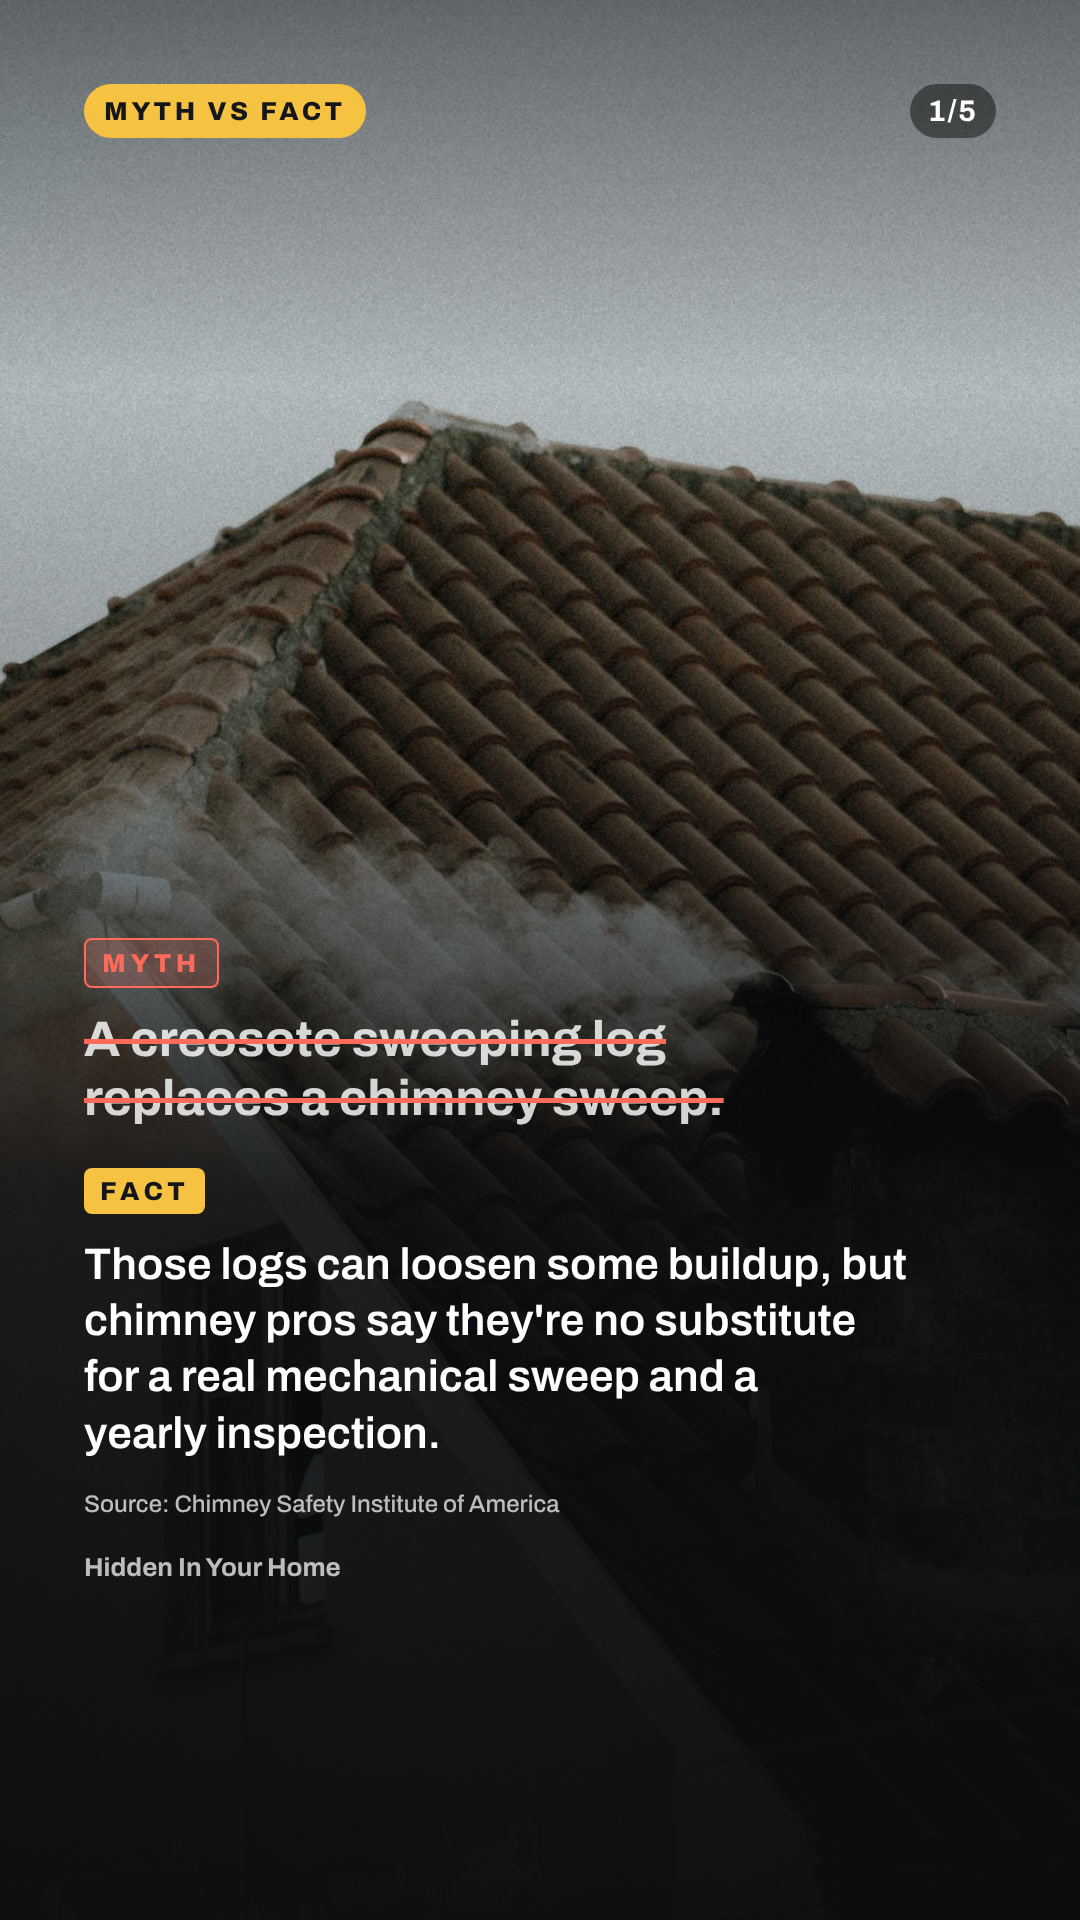 MYTH VS FACT
1/5
MYTH
A creosote sweeping log
replaces a chimney sweep.
FACT
Those logs can loosen some buildup, but
chimney pros say they're no substitute
for a real mechanical sweep and a
yearly inspection.
Source: Chimney Safety Institute of America
Hidden In Your Home